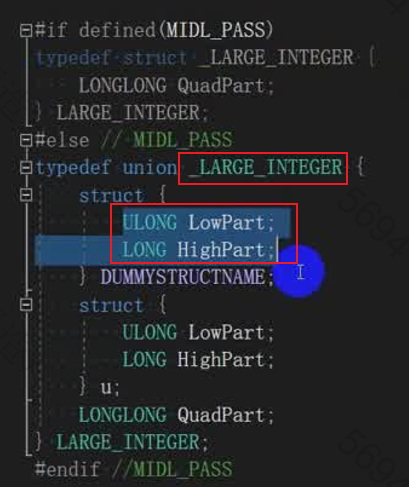 #if defined(MIDL_PASS)
typedef struct _LARGE_INTEGER {
LONGLONG QuadPart;
} LARGE_INTEGER;
#else // MIDL_PASS
typedef union _LARGE_INTEGER {
struct {
ULONG LowPart;
LONG HighPart;
} DUMMYSTRUCTNAME;
struct {
ULONG LowPart;
LONG HighPart;
} u;
LONGLONG QuadPart;
} LARGE_INTEGER;
#endif //MIDL_PASS